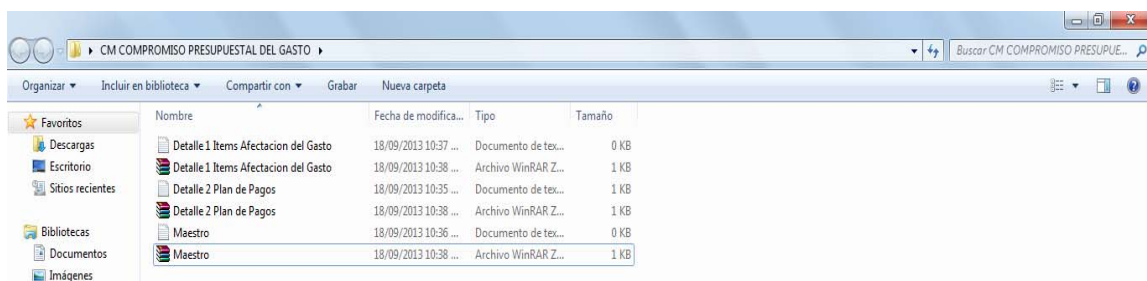 CM COMPROMISO PRESUPUESTAL DEL GASTO
Buscar CM COMPROMISO PRESUPUE...
Organizar Incluir en biblioteca Compartir con Grabar Nueva carpeta
Favoritos
Descargas
Escritorio
Sitios recientes
Bibliotecas
Documentos
Imágenes
Nombre Fecha de modifica... Tipo Tamaño
Detalle 1 Items Afectacion del Gasto 18/09/2013 10:37 ... Documento de tex... 0 KB
Detalle 1 Items Afectacion del Gasto 18/09/2013 10:38 ... Archivo WinRAR Z... 1 KB
Detalle 2 Plan de Pagos 18/09/2013 10:35 ... Documento de tex... 1 KB
Detalle 2 Plan de Pagos 18/09/2013 10:38 ... Archivo WinRAR Z... 1 KB
Maestro 18/09/2013 10:36 ... Documento de tex... 0 KB
Maestro 18/09/2013 10:38 ... Archivo WinRAR Z... 1 KB